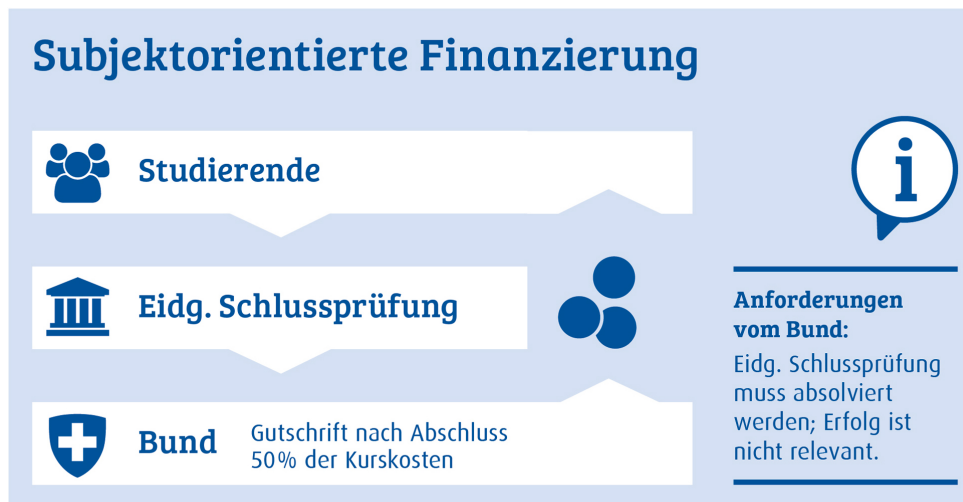 Subjektorientierte Finanzierung
Studierende
Eidg. Schlussprüfung
Bund
Gutschrift nach Abschluss
50% der Kurskosten
i
Anforderungen
vom Bund:
Eidg. Schlussprüfung
muss absolviert
werden; Erfolg ist
nicht relevant.